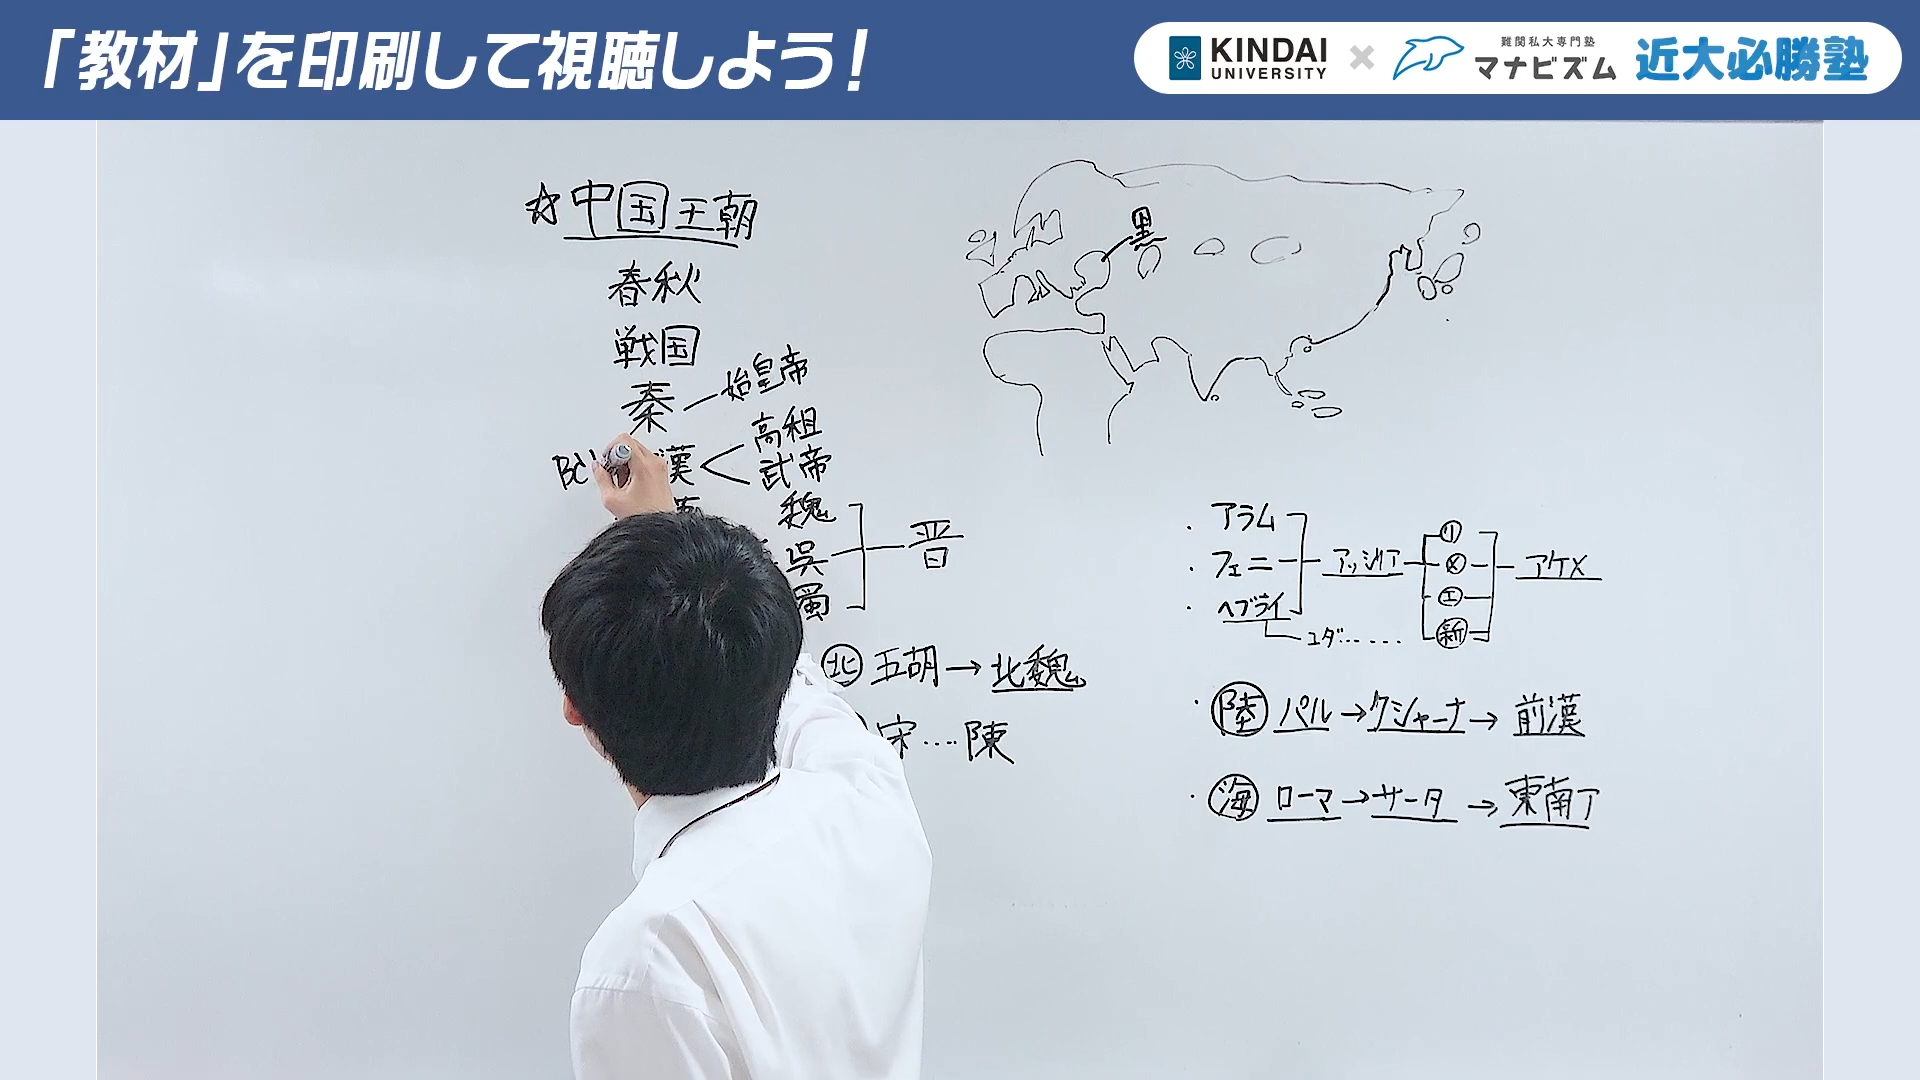 「教材」を印刷して視聴しよう!
KINDAI UNIVERSITY × 難関私大専門塾 マナビズム 近大必勝塾
☆中国王朝
春秋
戦国
秦 — 始皇帝
BC 漢 < 高祖
武帝
魏
呉 — 晋
蜀
北 五胡→北魏
宋‥‥陳
黒
・アラム
・フェニ — アッシリア
・ヘブライ
ユダ‥‥‥
リ
メ — アケメ
エ
新
・陸 パル→クシャーナ→前漢
・海 ローマ→サータ→東南ア